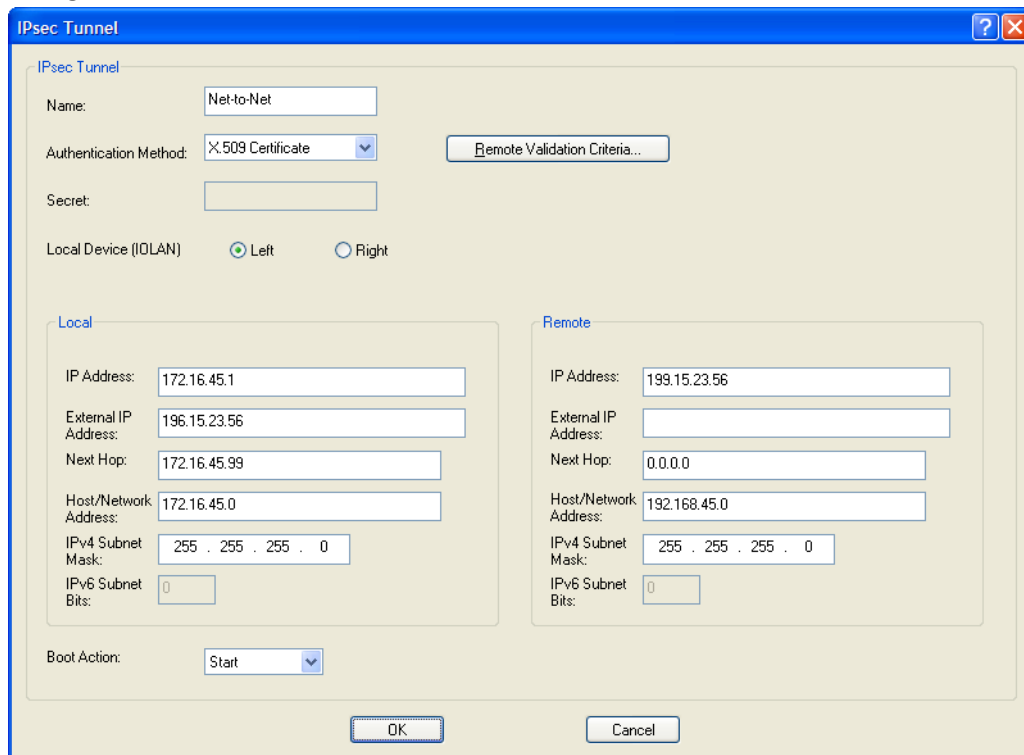 IPsec Tunnel
IPsec Tunnel
Name: Net-to-Net
Authentication Method: X.509 Certificate Remote Validation Criteria...
Secret:
Local Device (IOLAN) Left Right
Local
IP Address: 172.16.45.1
External IP Address: 196.15.23.56
Next Hop: 172.16.45.99
Host/Network Address: 172.16.45.0
IPv4 Subnet Mask: 255 . 255 . 255 . 0
IPv6 Subnet Bits: 0
Remote
IP Address: 199.15.23.56
External IP Address:
Next Hop: 0.0.0.0
Host/Network Address: 192.168.45.0
IPv4 Subnet Mask: 255 . 255 . 255 . 0
IPv6 Subnet Bits: 0
Boot Action: Start
OK Cancel